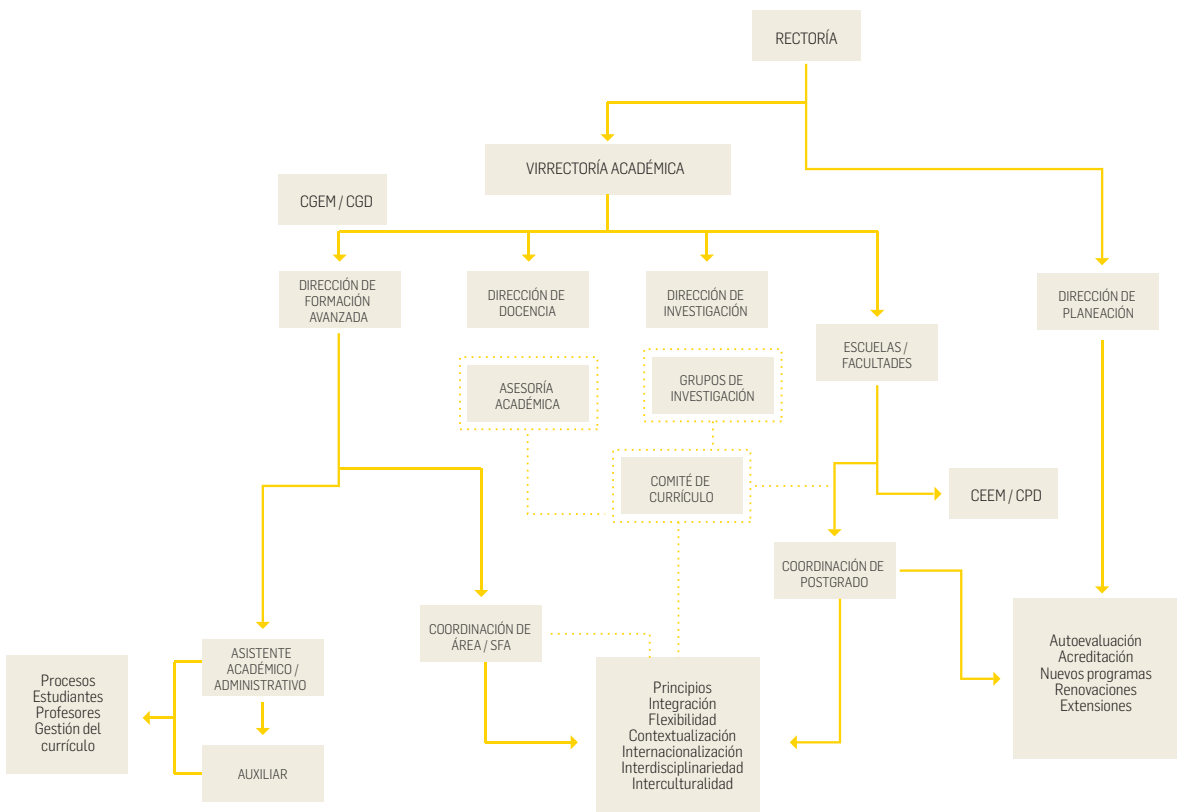 RECTORÍA
VIRRECTORÍA ACADÉMICA
CGEM / CGD
DIRECCIÓN DE
FORMACIÓN
AVANZADA
DIRECCIÓN DE
DOCENCIA
DIRECCIÓN DE
INVESTIGACIÓN
DIRECCIÓN DE
PLANEACIÓN
ESCUELAS /
FACULTADES
ASESORÍA
ACADÉMICA
GRUPOS DE
INVESTIGACIÓN
COMITÉ DE
CURRÍCULO
CEEM / CPD
COORDINACIÓN DE
POSTGRADO
COORDINACIÓN DE
ÁREA / SFA
ASISTENTE
ACADÉMICO /
ADMINISTRATIVO
Procesos
Estudiantes
Profesores
Gestión del
currículo
AUXILIAR
Principios
Integración
Flexibilidad
Contextualización
Internacionalización
Interdisciplinariedad
Interculturalidad
Autoevaluación
Acreditación
Nuevos programas
Renovaciones
Extensiones